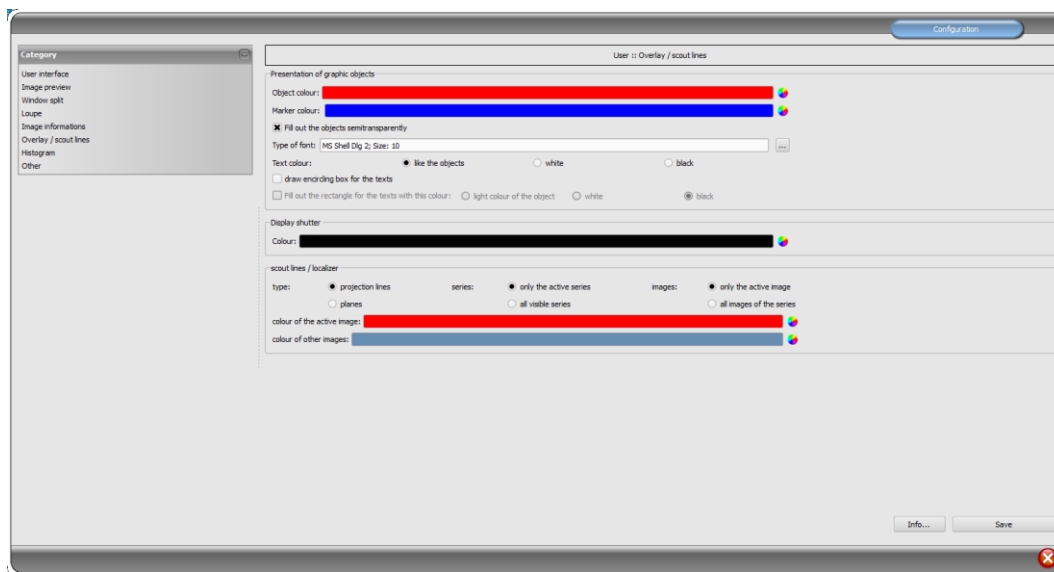 Configuration
Category
User interface
Image preview
Window split
Loupe
Image informations
Overlay / scout lines
Histogram
Other
User :: Overlay / scout lines
Presentation of graphic objects
Object colour:
Marker colour:
Fill out the objects semitransparently
Type of font: MS Shell Dlg 2; Size: 10 ...
Text colour: like the objects white black
draw encirding box for the texts
Fill out the rectangle for the texts with this colour: light colour of the object white black
Display shutter
Colour:
scout lines / localizer
type: projection lines series: only the active series images: only the active image
planes all visible series all images of the series
colour of the active image:
colour of other images:
Info... Save